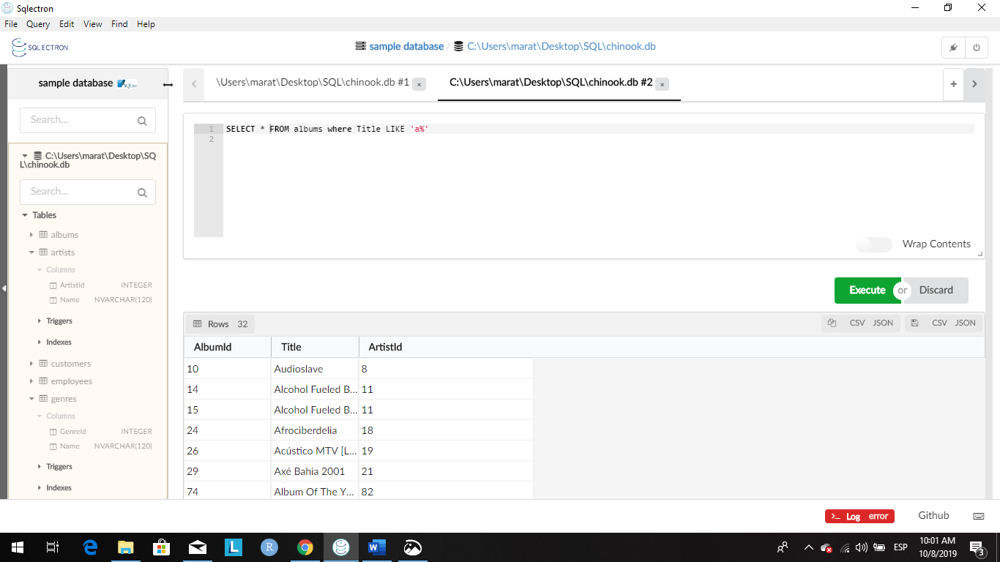 Sqlectron
File Query Edit View Find Help
SQLECTRON
sample database / C:\Users\marat\Desktop\SQL\chinook.db
sample database SQLite
\Users\marat\Desktop\SQL\chinook.db #1
C:\Users\marat\Desktop\SQL\chinook.db #2
Search...
C:\Users\marat\Desktop\SQ
L\chinook.db
Search...
Tables
albums
artists
Columns
ArtistId INTEGER
Name NVARCHAR(120)
Triggers
Indexes
customers
employees
genres
Columns
GenreId INTEGER
Name NVARCHAR(120)
Triggers
Indexes
1 SELECT * FROM albums where Title LIKE 'a%'
2
Wrap Contents
Execute or Discard
Rows 32 CSV JSON CSV JSON
AlbumId Title ArtistId
10 Audioslave 8
14 Alcohol Fueled B... 11
15 Alcohol Fueled B... 11
24 Afrociberdelia 18
26 Acústico MTV [L... 19
29 Axé Bahia 2001 21
74 Album Of The Y... 82
>_ Log error Github
L R W ESP 10:01 AM
10/8/2019 3